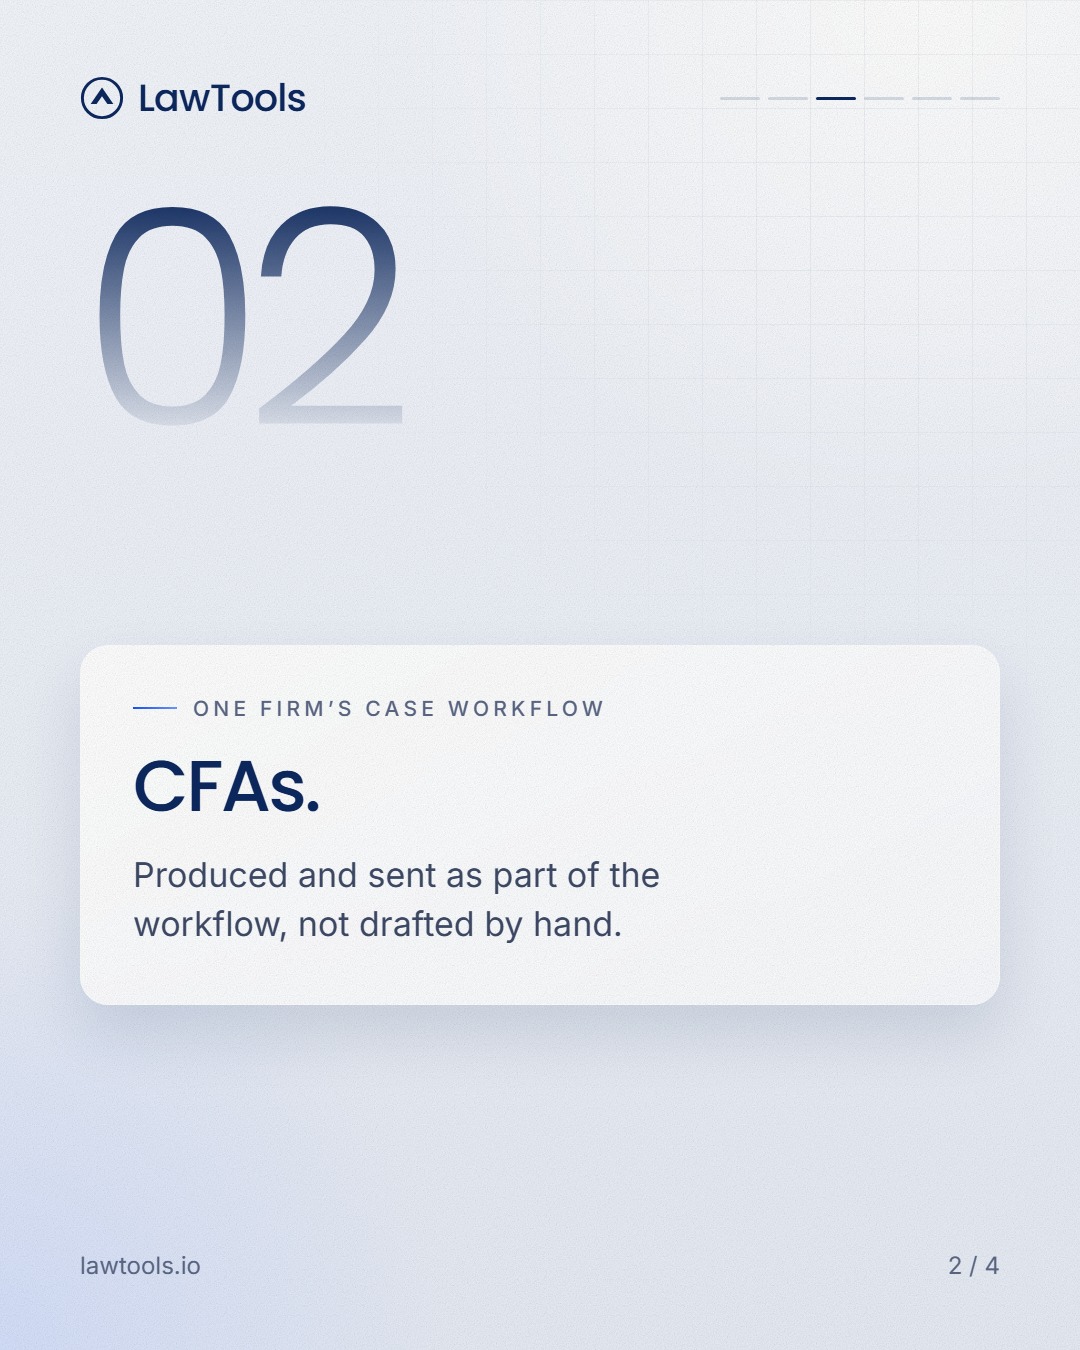 LawTools
02
ONE FIRM’S CASE WORKFLOW
CFAs.
Produced and sent as part of the
workflow, not drafted by hand.
lawtools.io
2 / 4